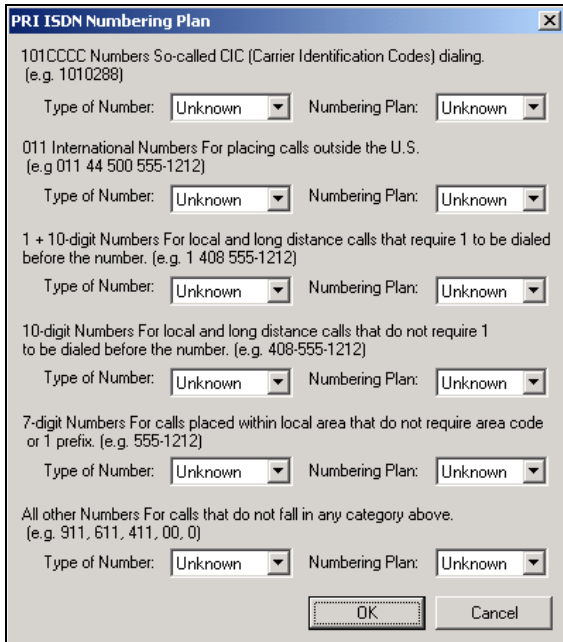 PRI ISDN Numbering Plan
101CCCC Numbers So-called CIC (Carrier Identification Codes) dialing.
(e.g. 1010288)
Type of Number: Unknown Numbering Plan: Unknown
011 International Numbers For placing calls outside the U.S.
(e.g 011 44 500 555-1212)
Type of Number: Unknown Numbering Plan: Unknown
1 + 10-digit Numbers For local and long distance calls that require 1 to be dialed
before the number. (e.g. 1 408 555-1212)
Type of Number: Unknown Numbering Plan: Unknown
10-digit Numbers For local and long distance calls that do not require 1
to be dialed before the number. (e.g. 408-555-1212)
Type of Number: Unknown Numbering Plan: Unknown
7-digit Numbers For calls placed within local area that do not require area code
or 1 prefix. (e.g. 555-1212)
Type of Number: Unknown Numbering Plan: Unknown
All other Numbers For calls that do not fall in any category above.
(e.g. 911, 611, 411, 00, 0)
Type of Number: Unknown Numbering Plan: Unknown
OK Cancel